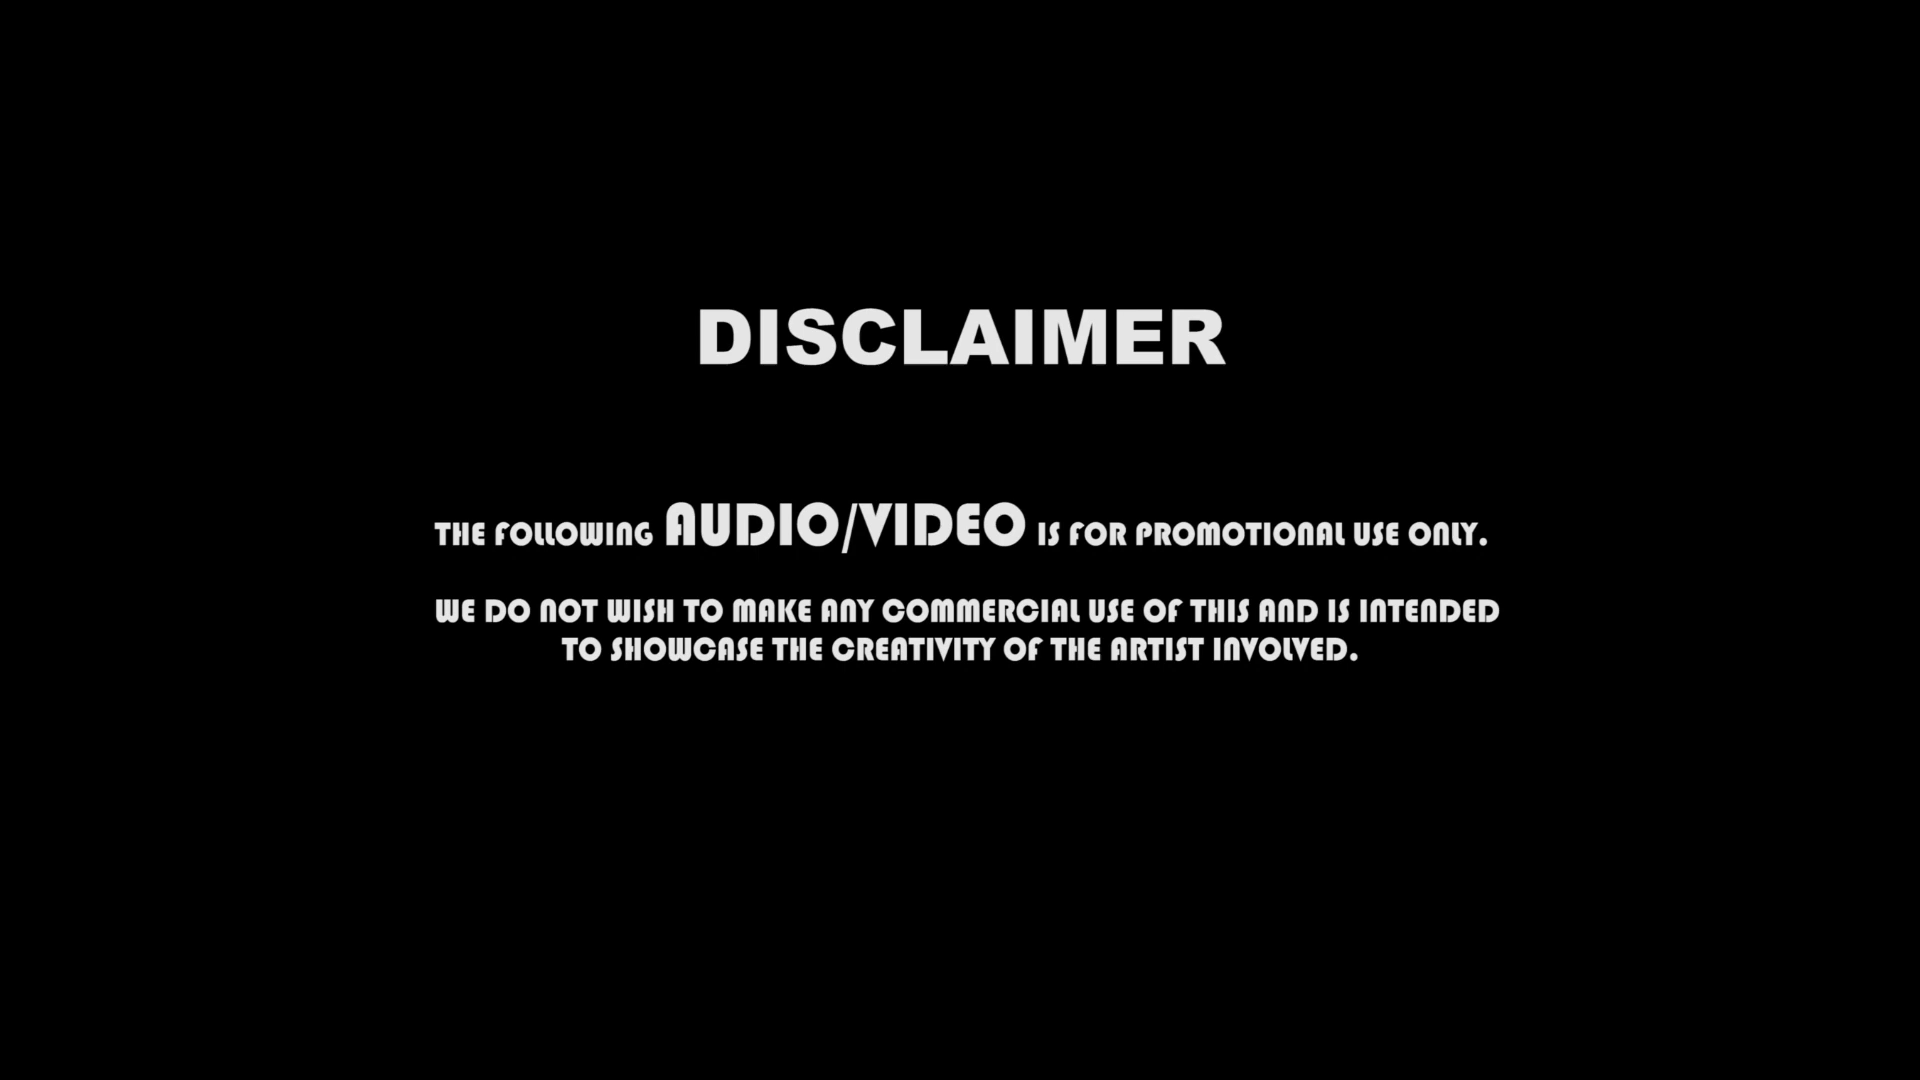 DISCLAIMER
THE FOLLOWING AUDIO/VIDEO IS FOR PROMOTIONAL USE ONLY.
WE DO NOT WISH TO MAKE ANY COMMERCIAL USE OF THIS AND IS INTENDED
TO SHOWCASE THE CREATIVITY OF THE ARTIST INVOLVED.